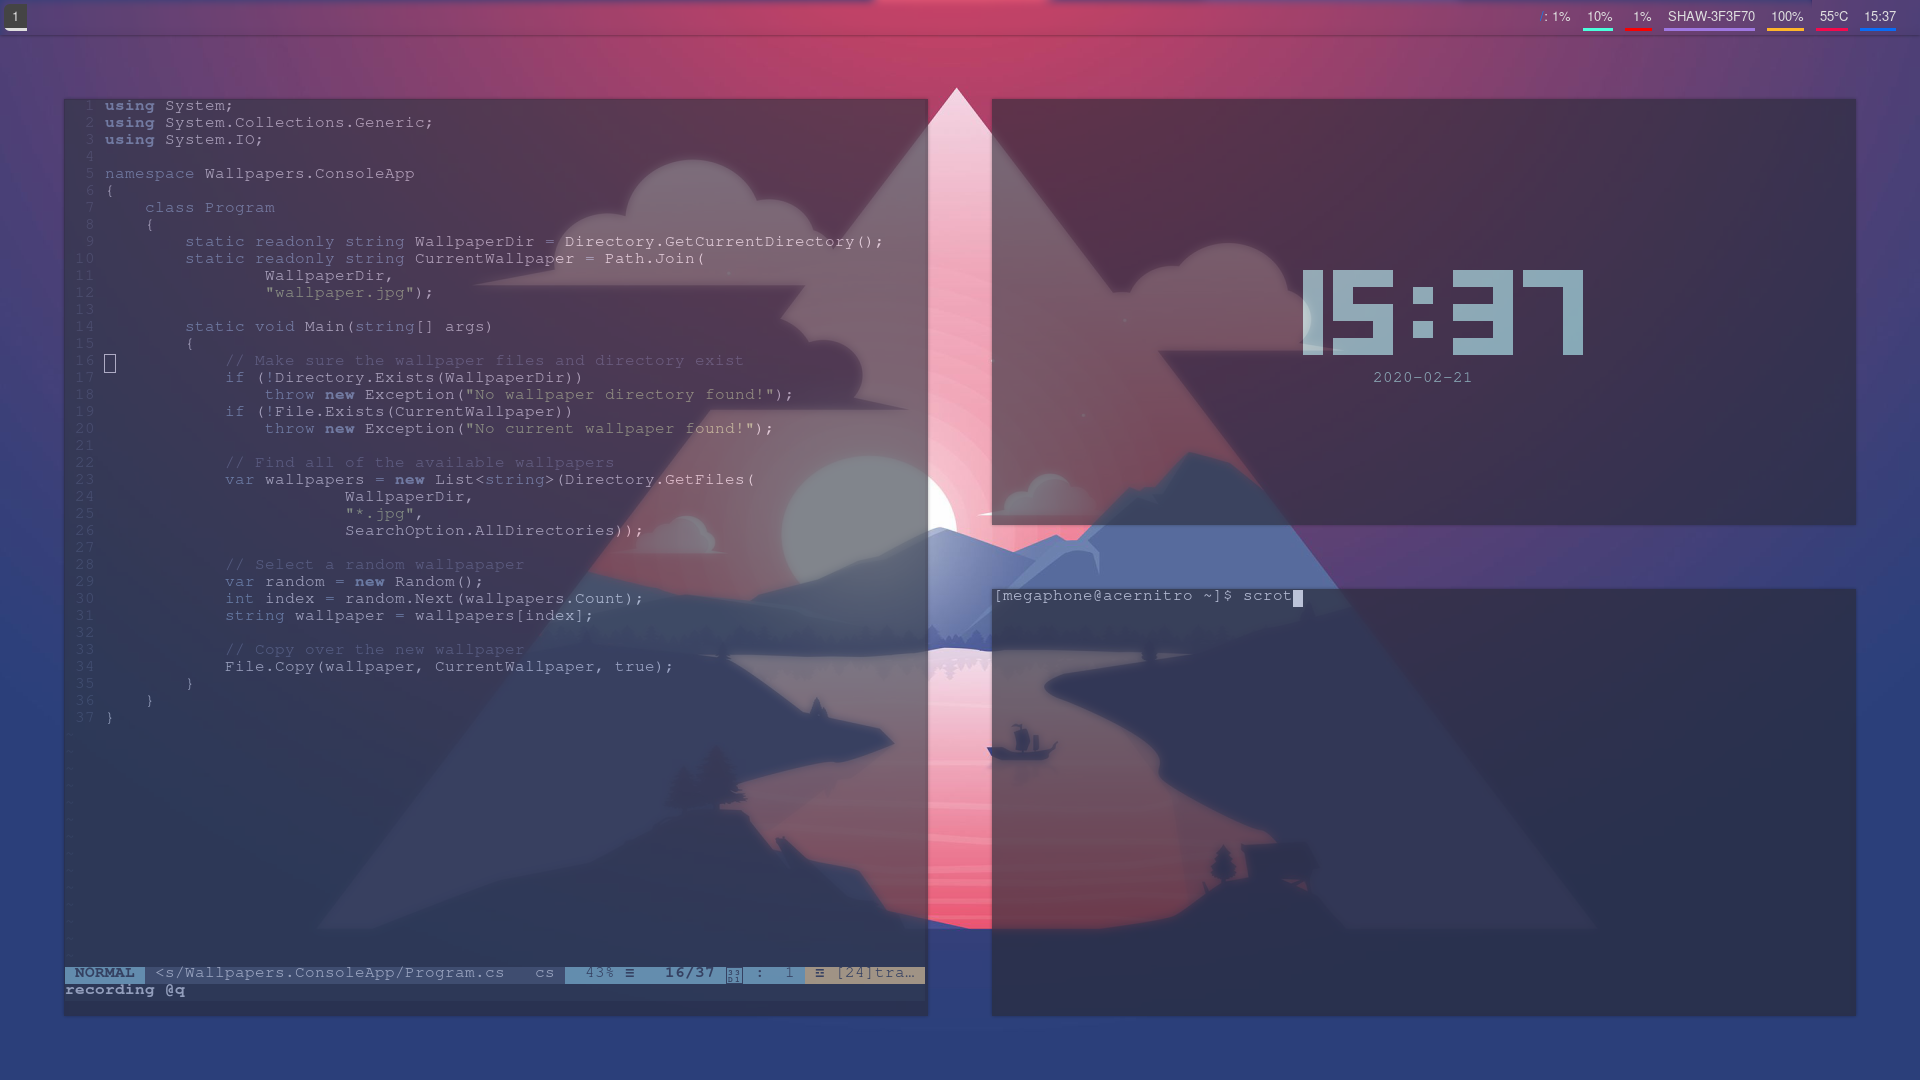 1
: 1% 10% 1% SHAW-3F3F70 100% 55°C 15:37
1 using System;
2 using System.Collections.Generic;
3 using System.IO;
4
5 namespace Wallpapers.ConsoleApp
6 {
7     class Program
8     {
9         static readonly string WallpaperDir = Directory.GetCurrentDirectory();
10         static readonly string CurrentWallpaper = Path.Join(
11                 WallpaperDir,
12                 "wallpaper.jpg");
13
14         static void Main(string[] args)
15         {
16             // Make sure the wallpaper files and directory exist
17             if (!Directory.Exists(WallpaperDir))
18                 throw new Exception("No wallpaper directory found!");
19             if (!File.Exists(CurrentWallpaper))
20                 throw new Exception("No current wallpaper found!");
21
22             // Find all of the available wallpapers
23             var wallpapers = new List<string>(Directory.GetFiles(
24                         WallpaperDir,
25                         "*.jpg",
26                         SearchOption.AllDirectories));
27
28             // Select a random wallpapaper
29             var random = new Random();
30             int index = random.Next(wallpapers.Count);
31             string wallpaper = wallpapers[index];
32
33             // Copy over the new wallpaper
34             File.Copy(wallpaper, CurrentWallpaper, true);
35         }
36     }
37 }
NORMAL <s/Wallpapers.ConsoleApp/Program.cs cs 43% ≡ 16/37 : 1 [24]tra…
recording @q
15:37
2020-02-21
[megaphone@acernitro ~]$ scrot